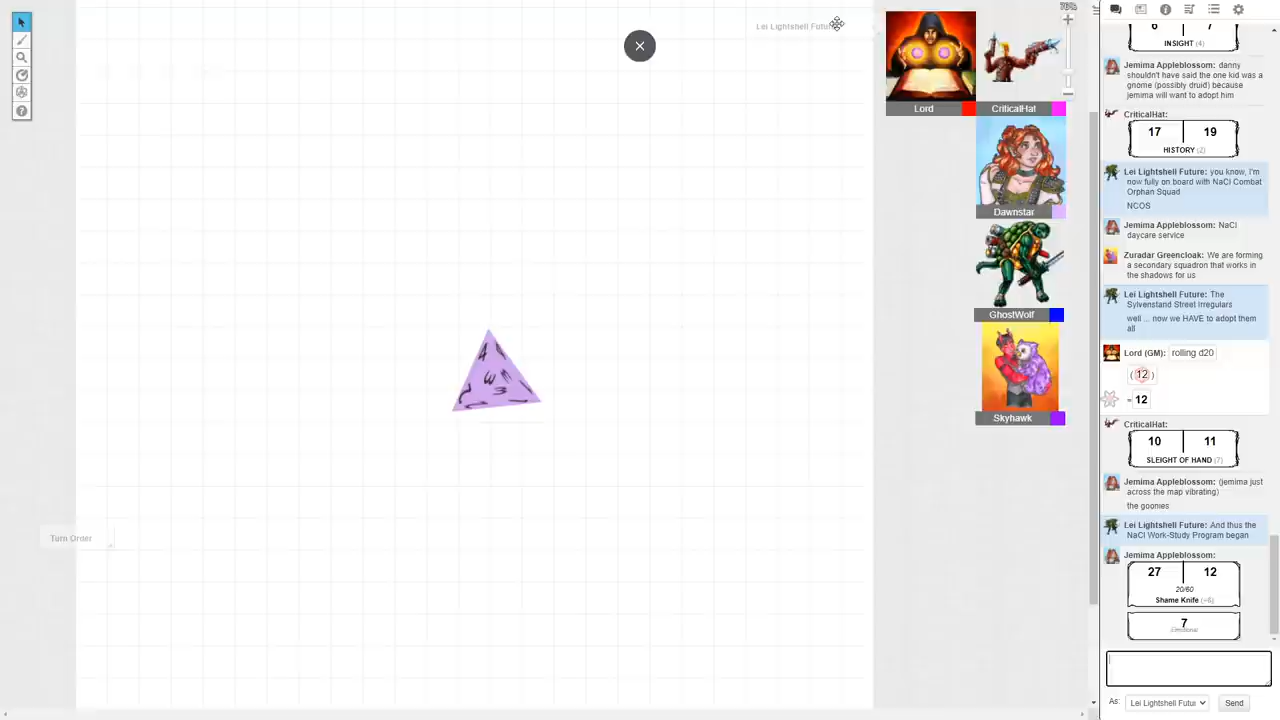 Lei Lightshell Futu
76%
Lord
CriticalHat
Dawnstar
GhostWolf
Skyhawk
Turn Order
4
3
6 7
INSIGHT (4)
Jemima Appleblossom: danny
shouldn't have said the one kid was a
gnome (possibly druid) because
jemima will want to adopt him
CriticalHat:
17 19
HISTORY (2)
Lei Lightshell Future: you know, I'm
now fully on board with NaCl Combat
Orphan Squad
NCOS
Jemima Appleblossom: NaCl
daycare service
Zuradar Greencloak: We are forming
a secondary squadron that works in
the shadows for us
Lei Lightshell Future: The
Sylvenstand Street Irregulars
well ... now we HAVE to adopt them
all
Lord (GM): rolling d20
(12)
= 12
CriticalHat:
10 11
SLEIGHT OF HAND (7)
Jemima Appleblossom: (jemima just
across the map vibrating)
the goonies
Lei Lightshell Future: And thus the
NaCl Work-Study Program began
Jemima Appleblossom:
27 12
20/60
Shame Knife (+6)
7
Emotional
As: Lei Lightshell Futu Send